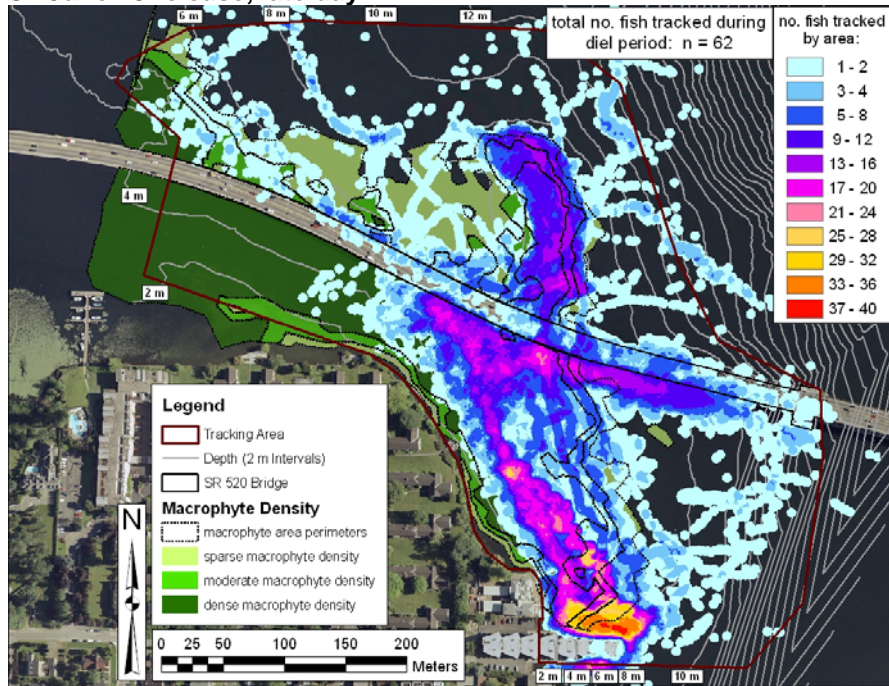 6 m
8 m
10 m
12 m
total no. fish tracked during
diel period: n = 62
no. fish tracked
by area:
1 - 2
3 - 4
5 - 8
9 - 12
13 - 16
17 - 20
21 - 24
25 - 28
29 - 32
33 - 36
37 - 40
4 m
2 m
Legend
Tracking Area
Depth (2 m Intervals)
SR 520 Bridge
Macrophyte Density
macrophyte area perimeters
sparse macrophyte density
moderate macrophyte density
dense macrophyte density
N
0 25 50 100 150 200
Meters
2 m
4 m
6 m
8 m
10 m